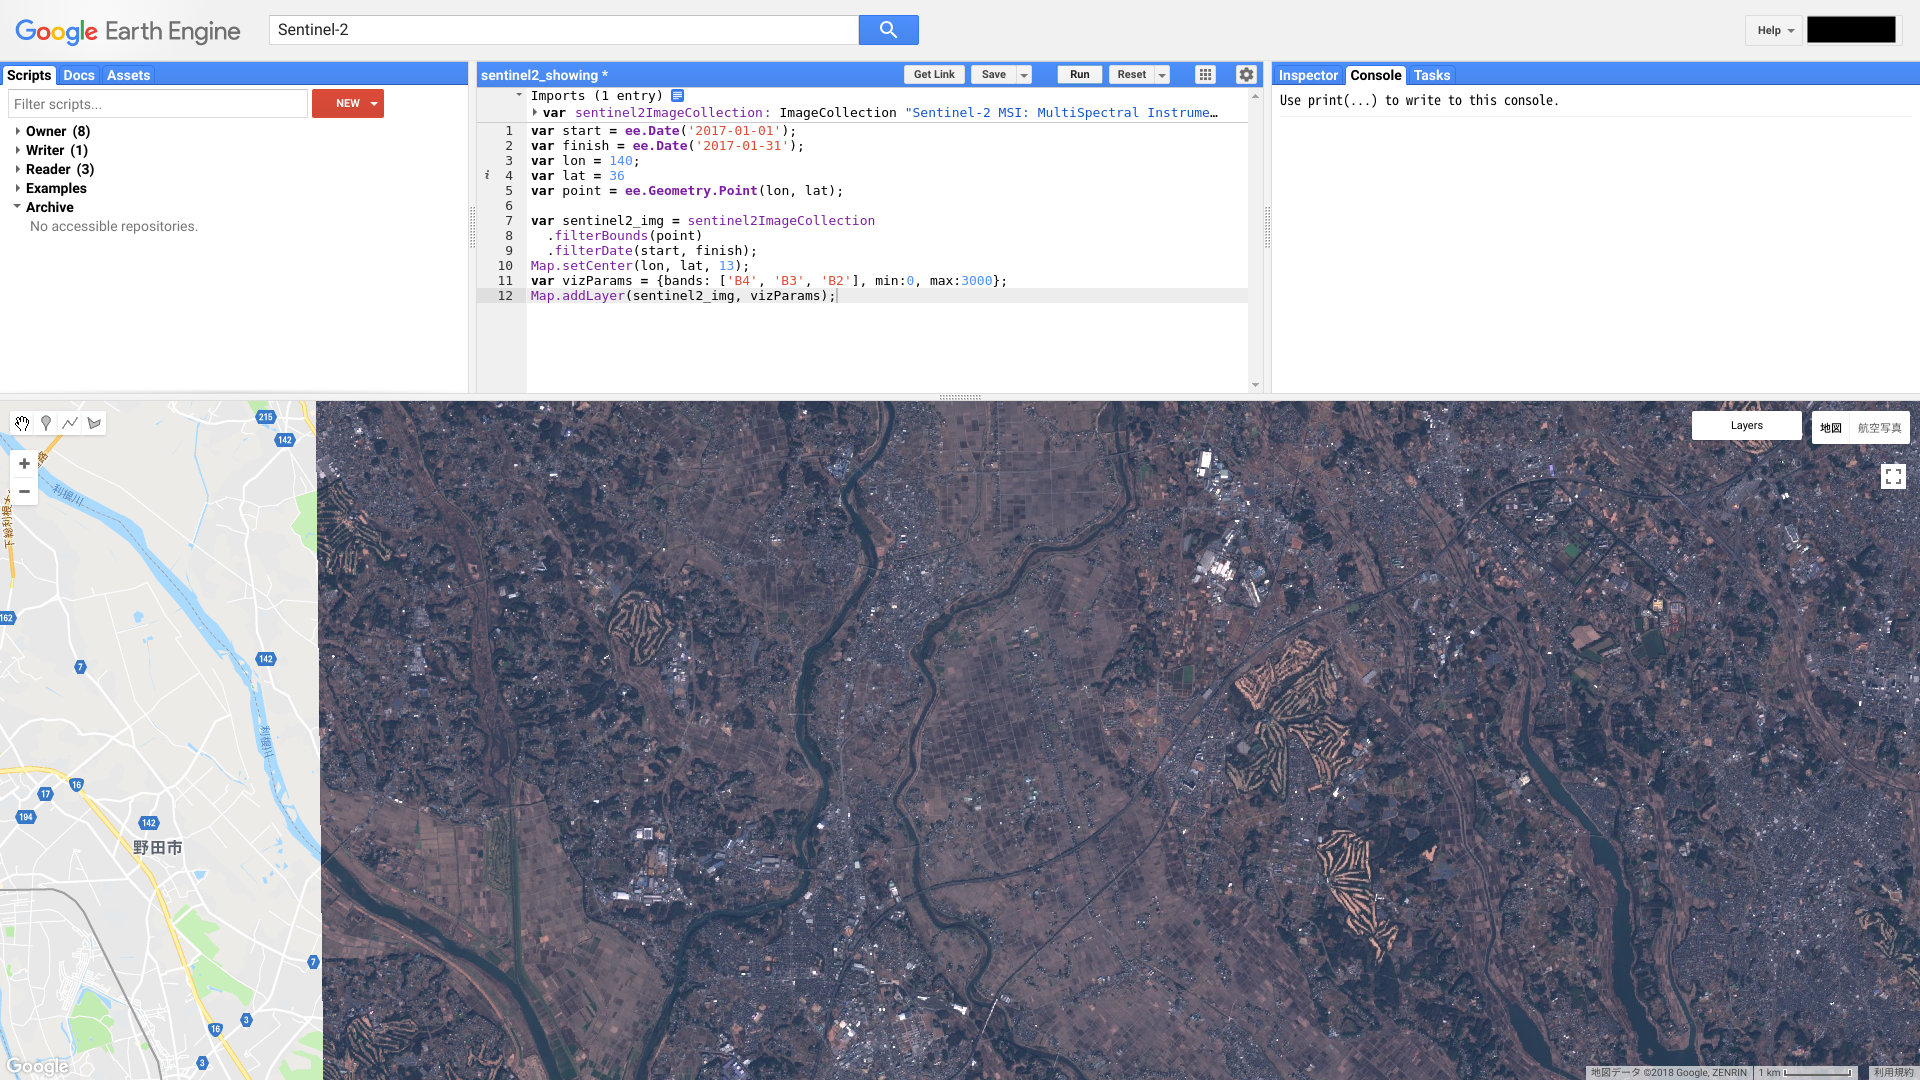 Google Earth Engine
Sentinel-2
Help
Scripts Docs Assets
Filter scripts...
NEW
Owner (8)
Writer (1)
Reader (3)
Examples
Archive
No accessible repositories.
sentinel2_showing *
Get Link Save Run Reset
Imports (1 entry)
var sentinel2ImageCollection: ImageCollection "Sentinel-2 MSI: MultiSpectral Instrume…
1 var start = ee.Date('2017-01-01');
2 var finish = ee.Date('2017-01-31');
3 var lon = 140;
i 4 var lat = 36
5 var point = ee.Geometry.Point(lon, lat);
6
7 var sentinel2_img = sentinel2ImageCollection
8 .filterBounds(point)
9 .filterDate(start, finish);
10 Map.setCenter(lon, lat, 13);
11 var vizParams = {bands: ['B4', 'B3', 'B2'], min:0, max:3000};
12 Map.addLayer(sentinel2_img, vizParams);
Inspector Console Tasks
Use print(...) to write to this console.
Layers
地図 航空写真
215
142
利根川
162
142
7
利根川
16
17
194
142
野田市
7
3
16
3
Google
地図データ ©2018 Google, ZENRIN 1 km 利用規約